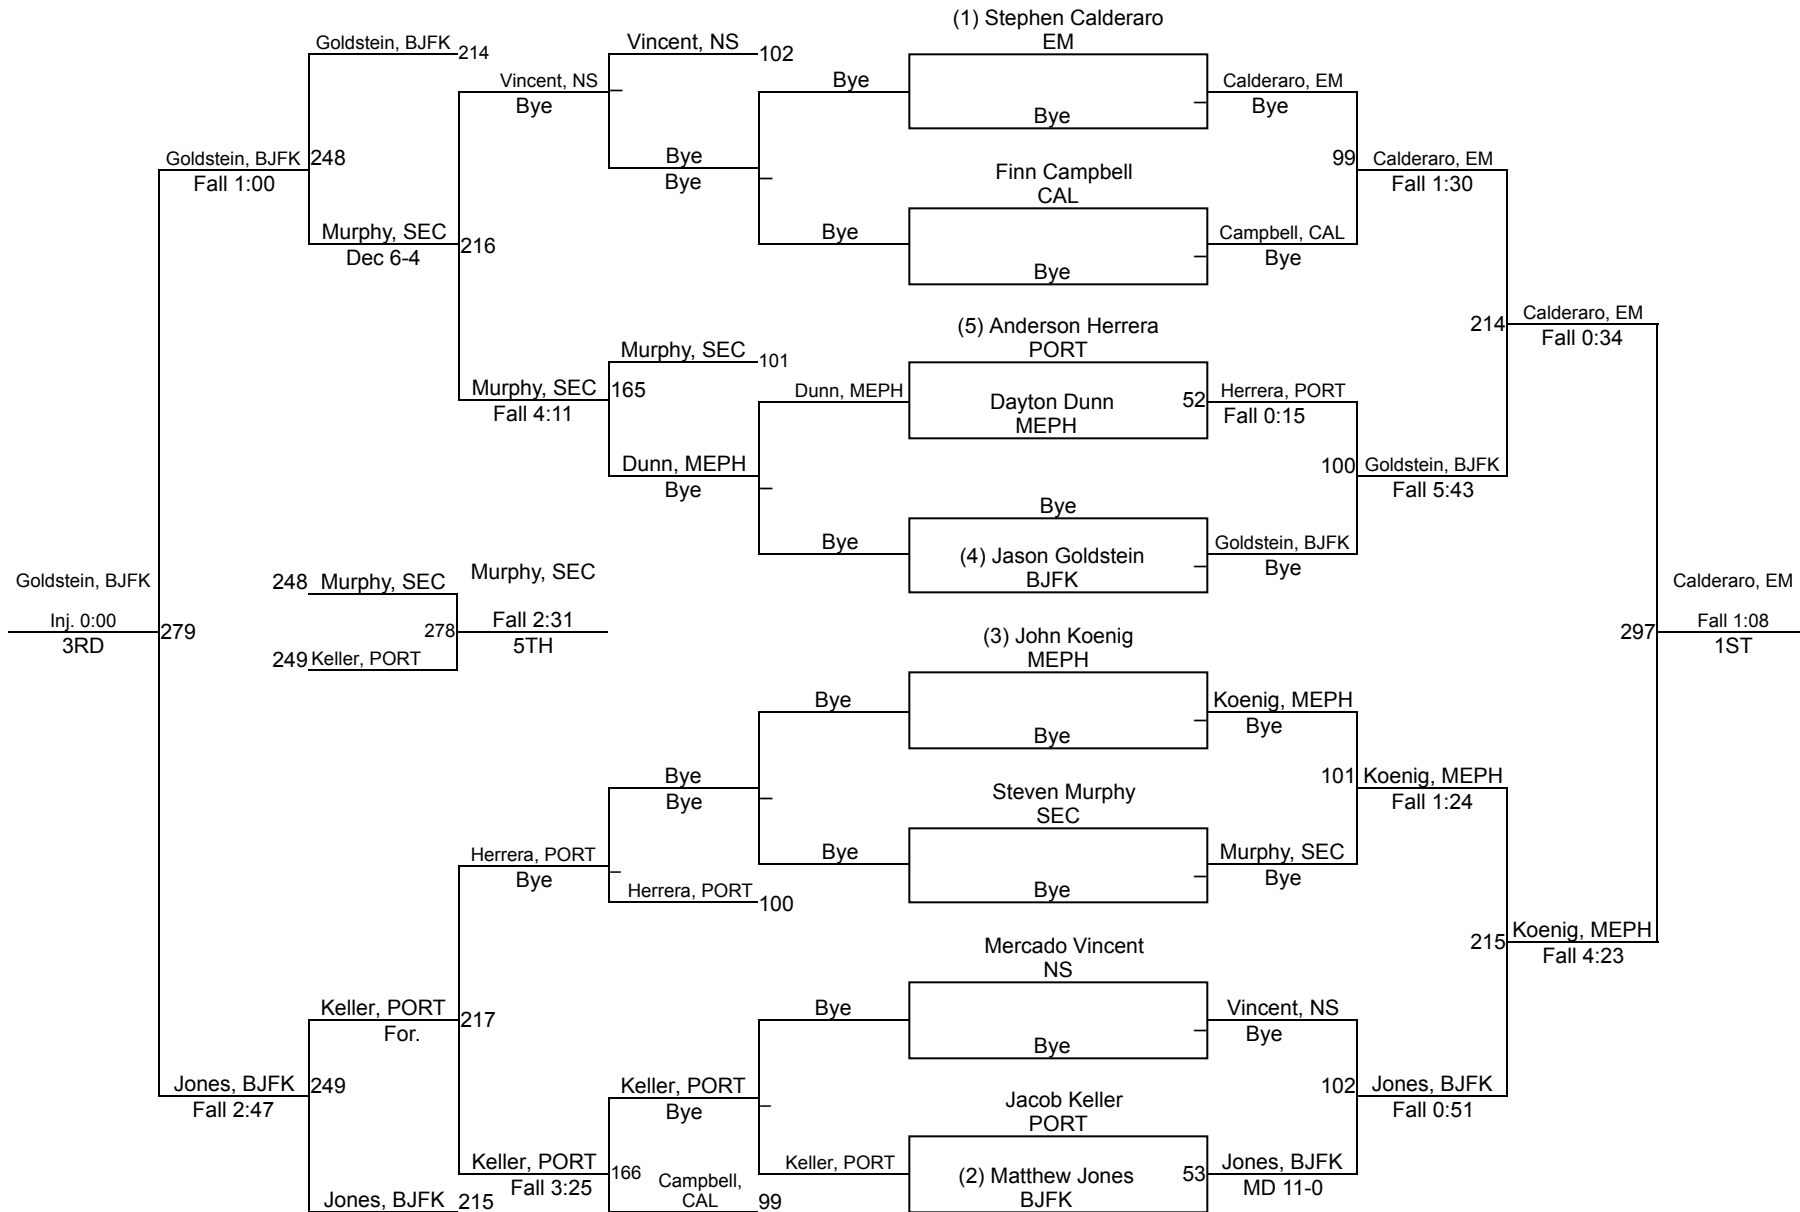 (1) Stephen Calderaro
EM
Bye
Finn Campbell
CAL
Bye
(5) Anderson Herrera
PORT
Dayton Dunn
MEPH
52
Bye
(4) Jason Goldstein
BJFK
(3) John Koenig
MEPH
Bye
Steven Murphy
SEC
Bye
Mercado Vincent
NS
Bye
Jacob Keller
PORT
(2) Matthew Jones
BJFK
53
Calderaro, EM
Bye
Campbell, CAL
Bye
Herrera, PORT
Fall 0:15
Goldstein, BJFK
Bye
Koenig, MEPH
Bye
Murphy, SEC
Bye
Vincent, NS
Bye
Jones, BJFK
MD 11-0
99
Calderaro, EM
Fall 1:30
100
Goldstein, BJFK
Fall 5:43
101
Koenig, MEPH
Fall 1:24
102
Jones, BJFK
Fall 0:51
214
Calderaro, EM
Fall 0:34
215
Koenig, MEPH
Fall 4:23
297
Calderaro, EM
Fall 1:08
1ST
Bye
Bye
Dunn, MEPH
Bye
Bye
Bye
Bye
Keller, PORT
Vincent, NS
102
Bye
Bye
Murphy, SEC
101
Dunn, MEPH
Bye
Bye
Bye
Herrera, PORT
100
Keller, PORT
Bye
Campbell,
CAL
99
Vincent, NS
Bye
Murphy, SEC
165
Fall 4:11
Herrera, PORT
Bye
Keller, PORT
166
Fall 3:25
Goldstein, BJFK
214
Murphy, SEC
216
Dec 6-4
Keller, PORT
217
For.
Jones, BJFK
215
Goldstein, BJFK
248
Fall 1:00
Jones, BJFK
249
Fall 2:47
Goldstein, BJFK
Inj. 0:00
279
3RD
248 Murphy, SEC
249 Keller, PORT
278
Murphy, SEC
Fall 2:31
5TH